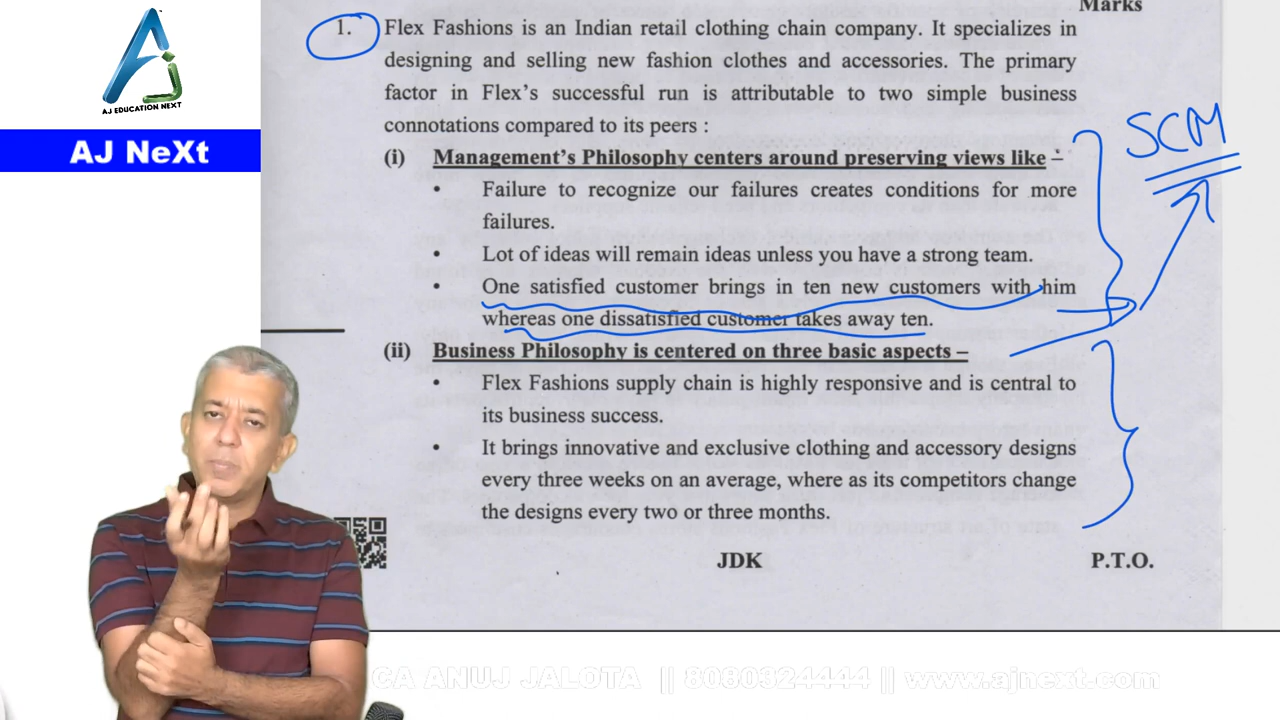 Marks
1. Flex Fashions is an Indian retail clothing chain company. It specializes in
designing and selling new fashion clothes and accessories. The primary
factor in Flex's successful run is attributable to two simple business
connotations compared to its peers :
(i) Management's Philosophy centers around preserving views like –
• Failure to recognize our failures creates conditions for more
failures.
• Lot of ideas will remain ideas unless you have a strong team.
• One satisfied customer brings in ten new customers with him
whereas one dissatisfied customer takes away ten.
(ii) Business Philosophy is centered on three basic aspects –
• Flex Fashions supply chain is highly responsive and is central to
its business success.
• It brings innovative and exclusive clothing and accessory designs
every three weeks on an average, where as its competitors change
the designs every two or three months.
JDK
P.T.O.
SCM
AJ EDUCATION NEXT
AJ NeXt
CA ANUJ JALOTA || 8080924444 || www.ajnext.com